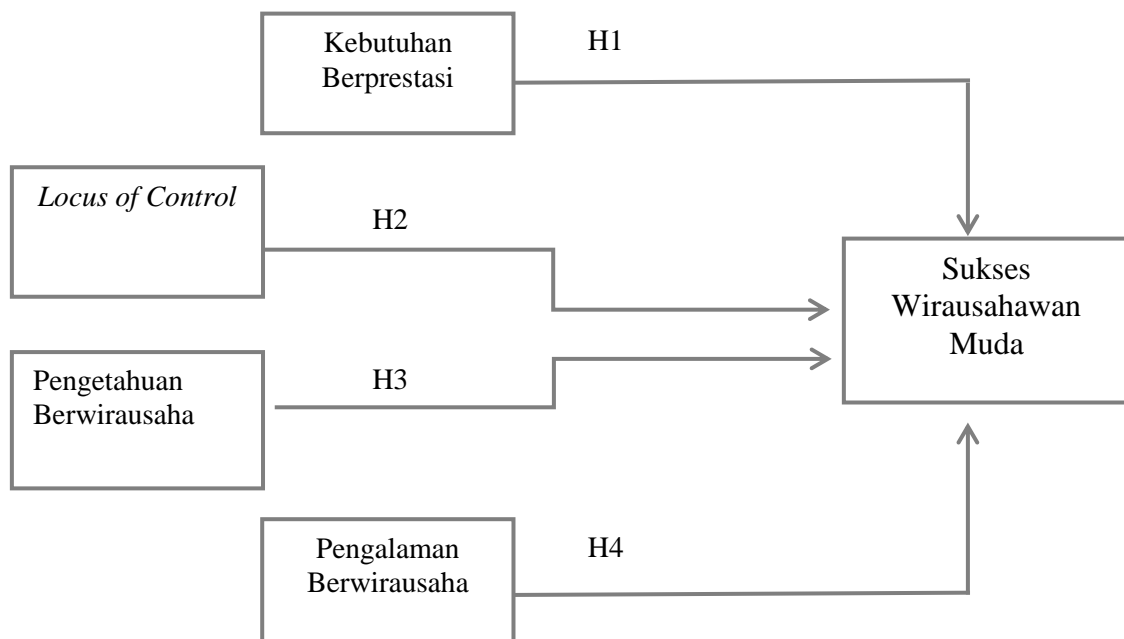 Kebutuhan
Berprestasi
H1
Locus of Control
H2
Sukses
Wirausahawan
Muda
Pengetahuan
Berwirausaha
H3
Pengalaman
Berwirausaha
H4